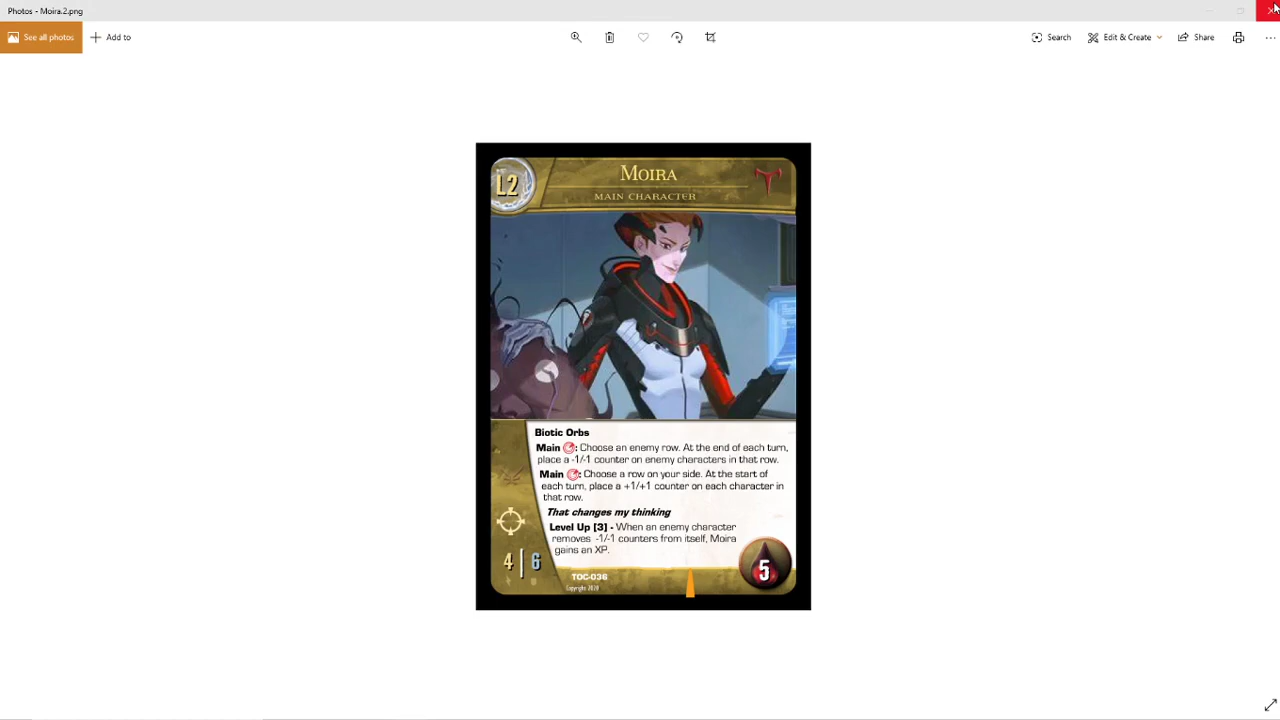 Photos - Moira.2.png
See all photos
Add to
Search
Edit & Create
Share
L2
Moira
MAIN CHARACTER
Biotic Orbs
Main : Choose an enemy row. At the end of each turn,
place a -1/-1 counter on enemy characters in that row.
Main : Choose a row on your side. At the start of
each turn, place a +1/+1 counter on each character in
that row.
That changes my thinking
Level Up [3] - When an enemy character
removes -1/-1 counters from itself, Moira
gains an XP.
4 | 6
5
TOC-036
Copyright 2020